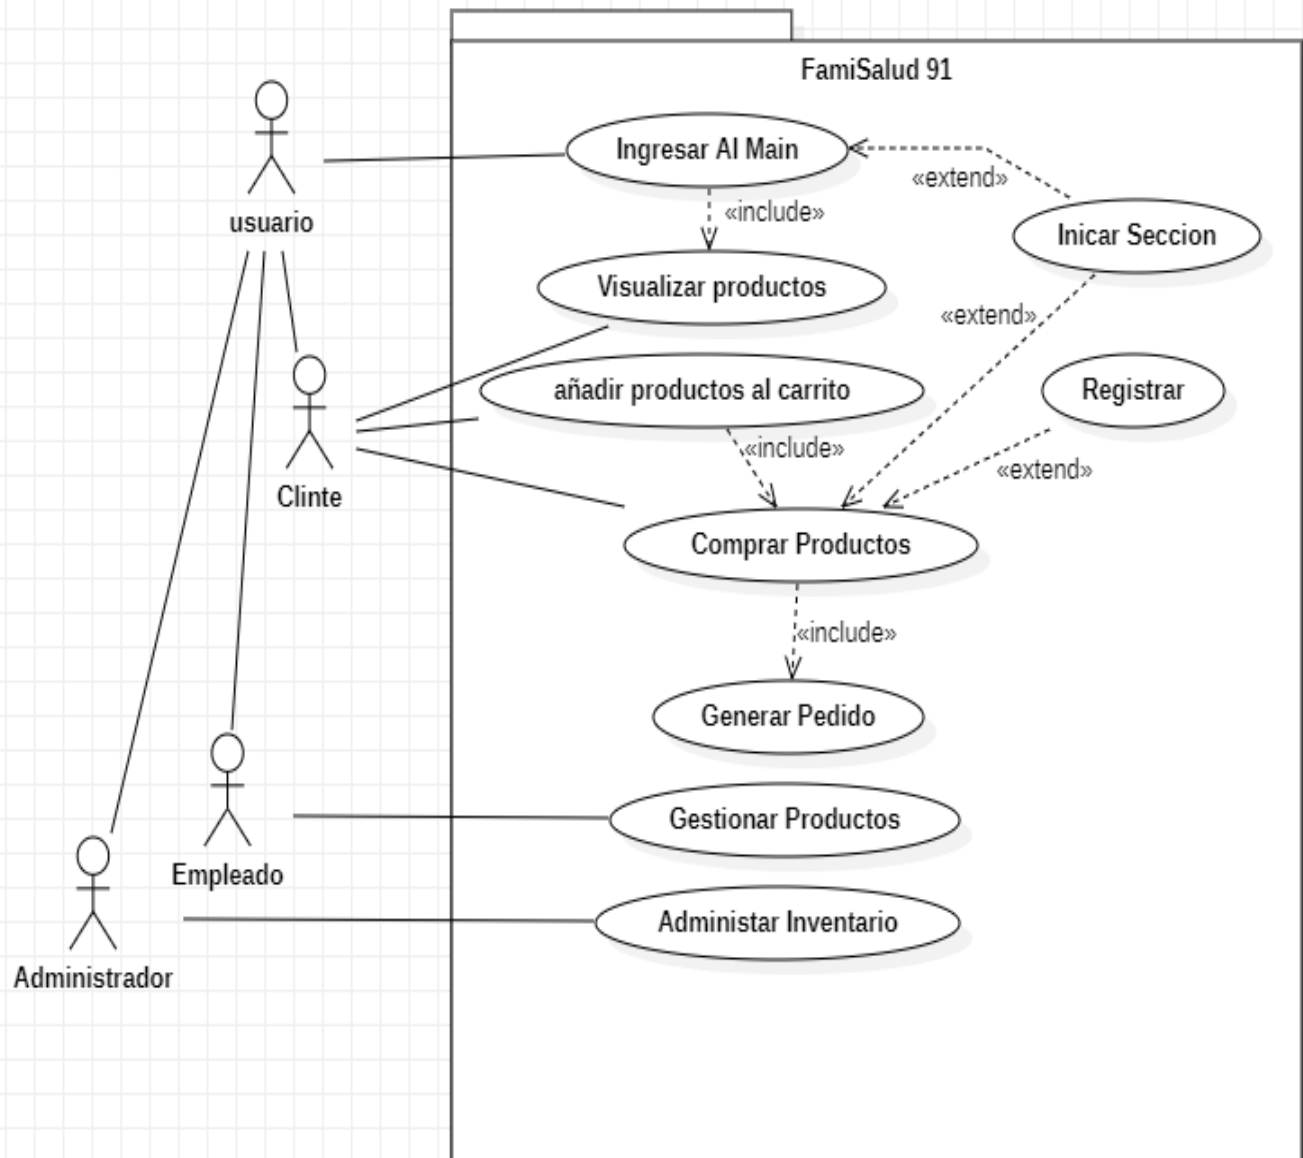 FamiSalud 91
Ingresar Al Main
«extend»
usuario
«include»
Inicar Seccion
Visualizar productos
«extend»
añadir productos al carrito
Registrar
«include»
«extend»
Clinte
Comprar Productos
«include»
Generar Pedido
Gestionar Productos
Empleado
Administar Inventario
Administrador